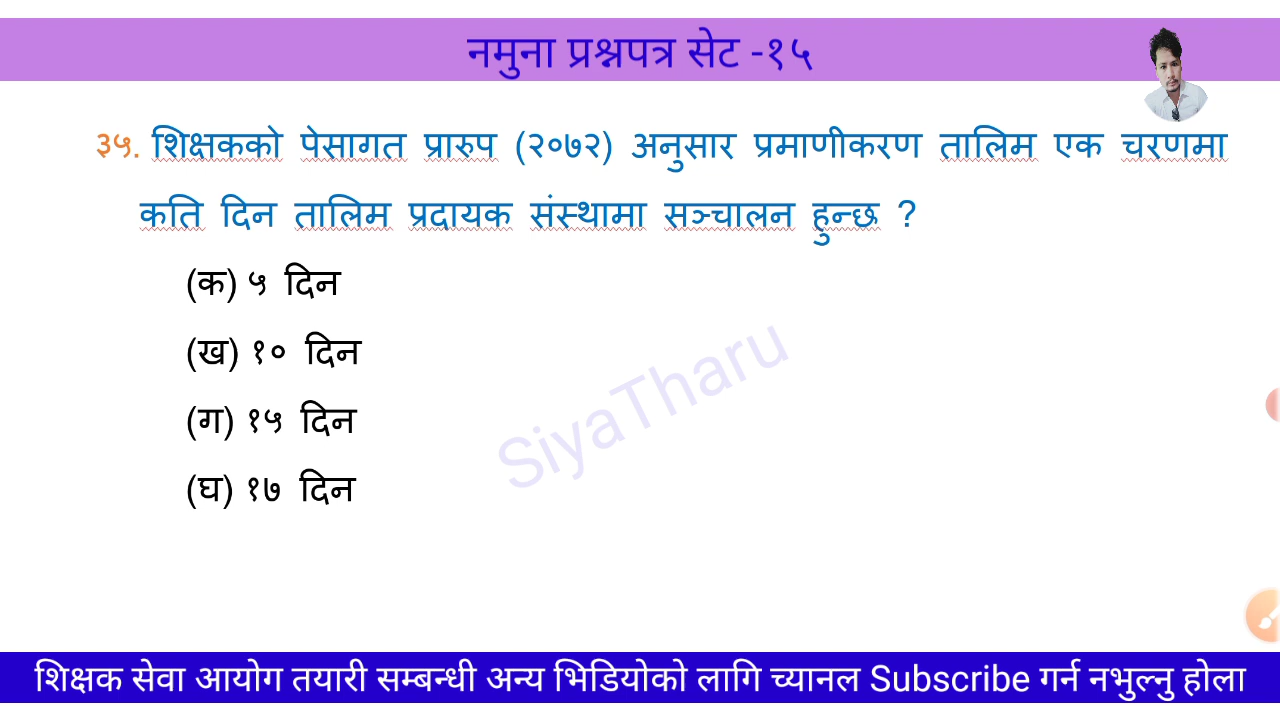 नमुना प्रश्नपत्र सेट -१५
३५. शिक्षकको पेसागत प्रारुप (२०७२) अनुसार प्रमाणीकरण तालिम एक चरणमा
कति दिन तालिम प्रदायक संस्थामा सञ्चालन हुन्छ ?
(क) ५ दिन
(ख) १० दिन
(ग) १५ दिन
(घ) १७ दिन
SiyaTharu
शिक्षक सेवा आयोग तयारी सम्बन्धी अन्य भिडियोको लागि च्यानल Subscribe गर्न नभुल्नु होला